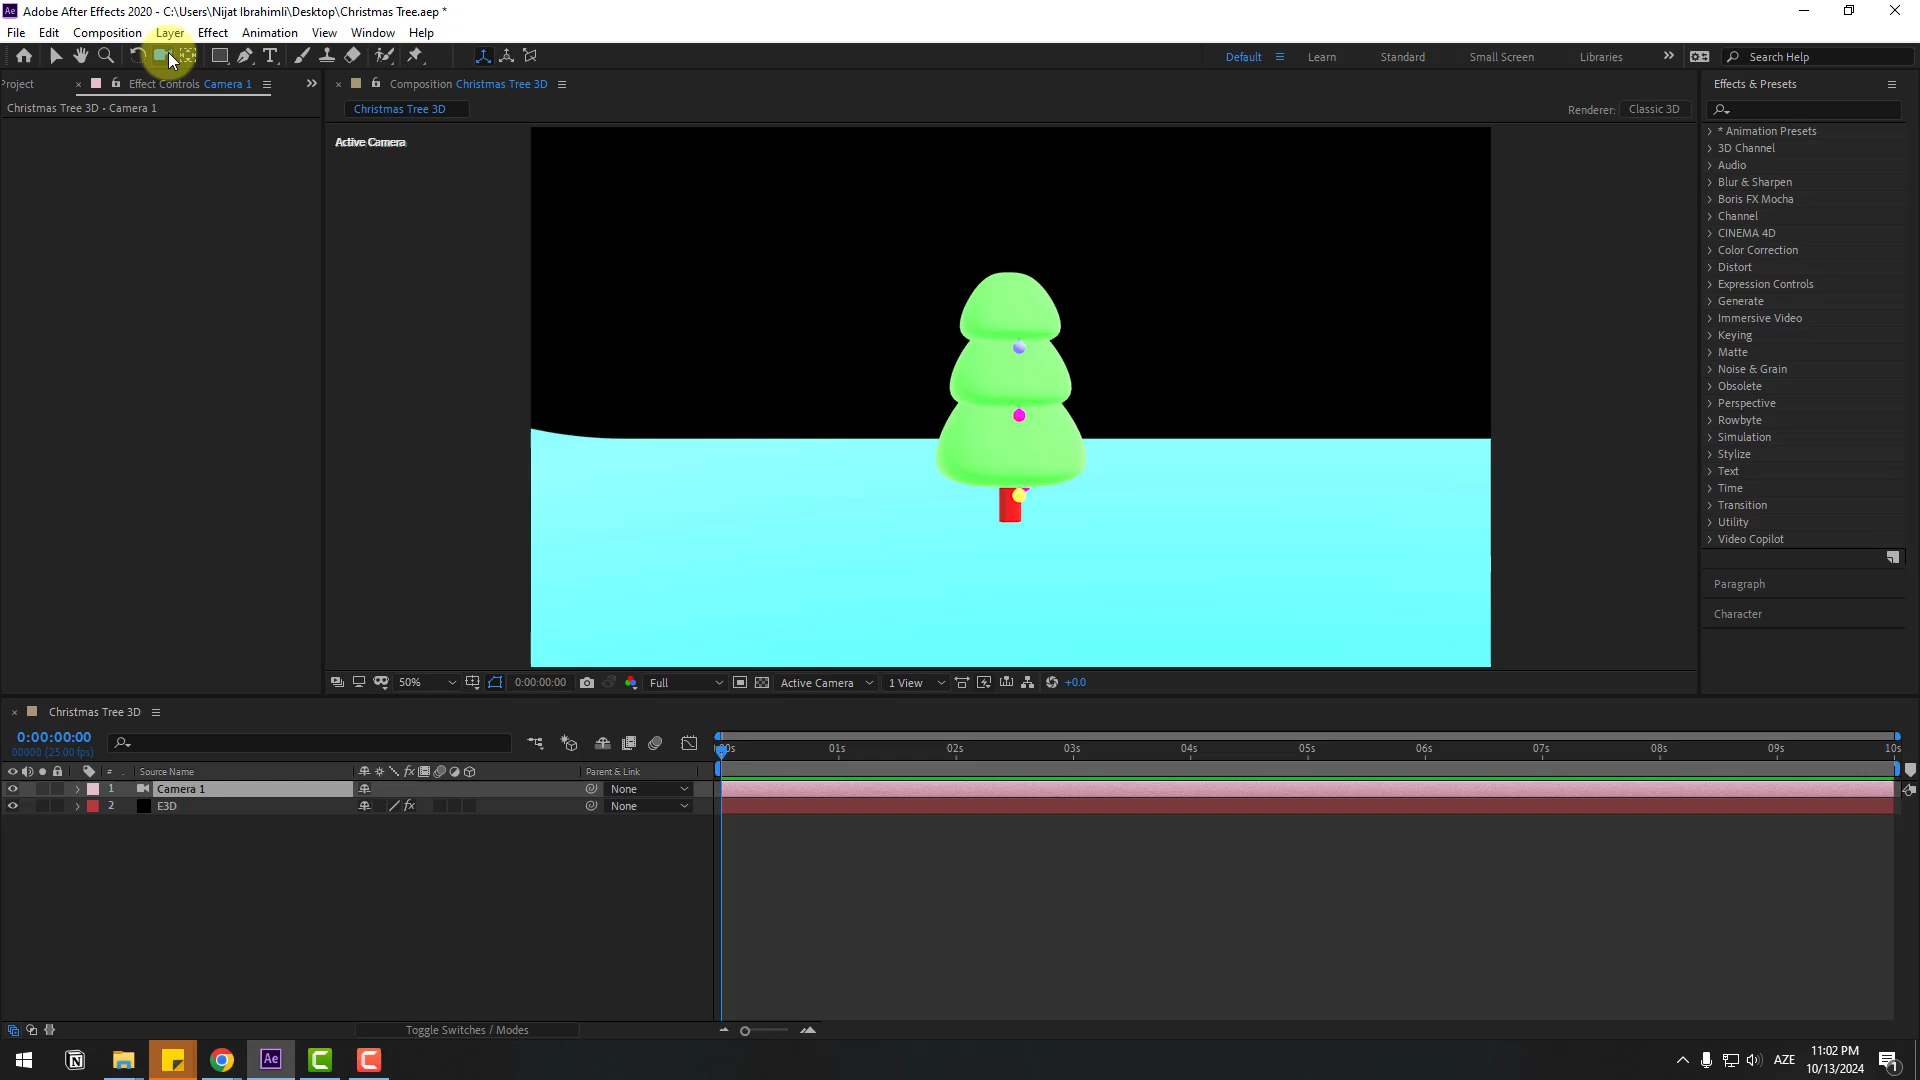 Adobe After Effects 2020 - C:\Users\Nijat Ibrahimli\Desktop\Christmas Tree.aep *
File Edit Composition Layer Effect Animation View Window Help
Default Learn Standard Small Screen Libraries Search Help
Project Effect Controls Camera 1
Christmas Tree 3D • Camera 1
Composition Christmas Tree 3D
Christmas Tree 3D
Renderer: Classic 3D
Active Camera
Effects & Presets
* Animation Presets
3D Channel
Audio
Blur & Sharpen
Boris FX Mocha
Channel
CINEMA 4D
Color Correction
Distort
Expression Controls
Generate
Immersive Video
Keying
Matte
Noise & Grain
Obsolete
Perspective
Rowbyte
Simulation
Stylize
Text
Time
Transition
Utility
Video Copilot
Paragraph
Character
50% 0:00:00:00 Full Active Camera 1 View +0.0
Christmas Tree 3D
0:00:00:00
00000 (25.00 fps)
01s 02s 03s 04s 05s 06s 07s 08s 09s 10s
# Source Name Parent & Link
1 Camera 1 None
2 E3D None
Toggle Switches / Modes
AZE
11:02 PM
10/13/2024